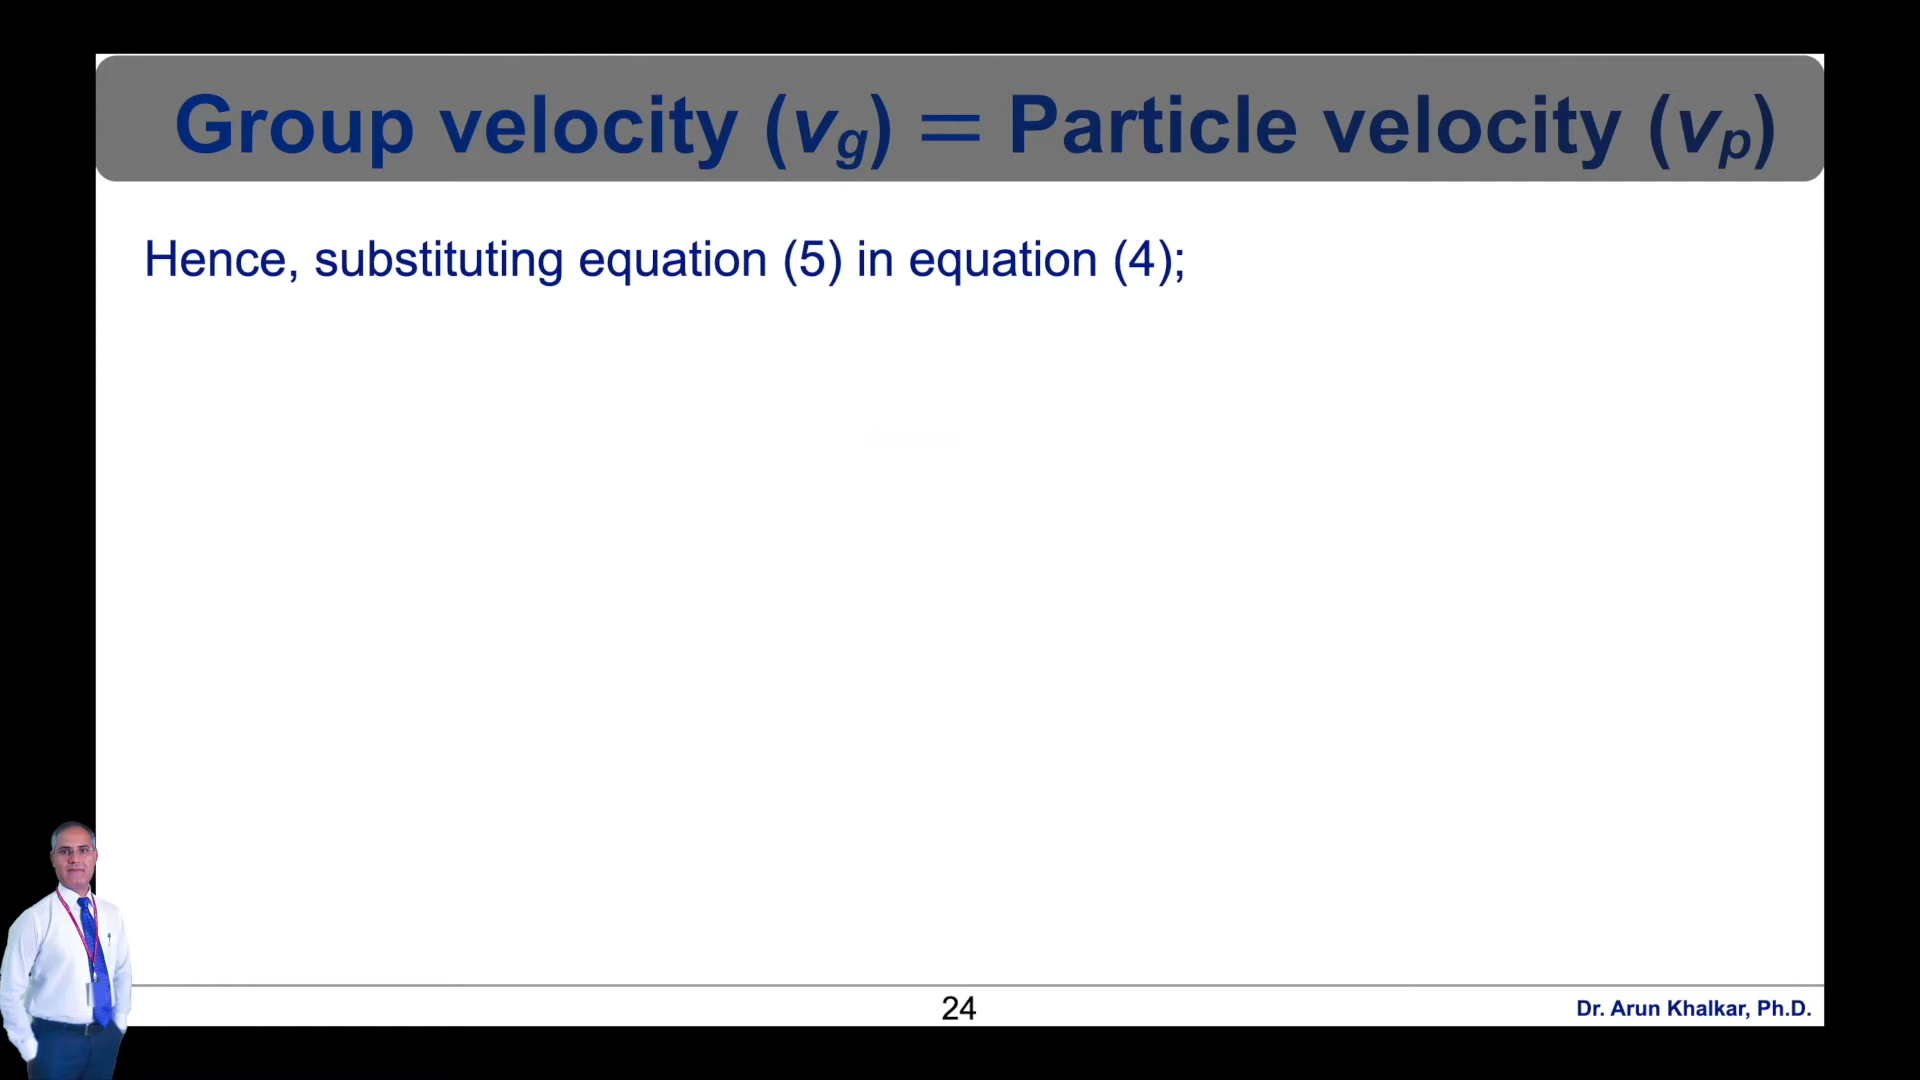 Group velocity (vg) = Particle velocity (vp)
Hence, substituting equation (5) in equation (4);
24
Dr. Arun Khalkar, Ph.D.